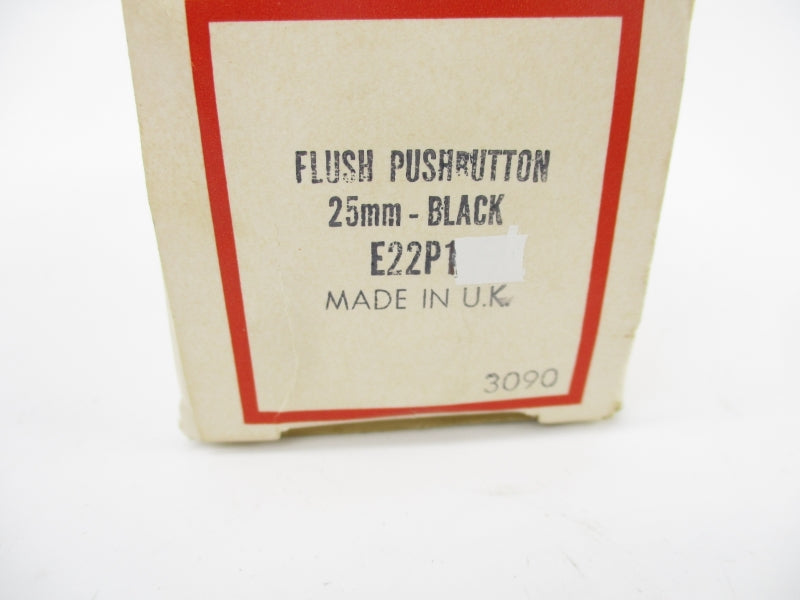 FLUSH PUSHBUTTON
25mm - BLACK
E22P1
MADE IN U.K.
3090